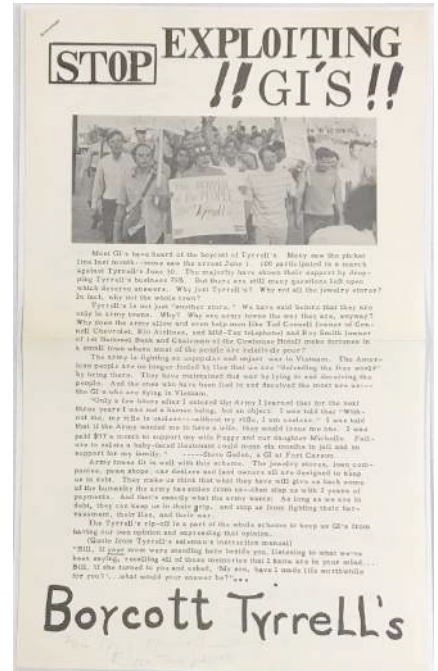 STOP EXPLOITING
!! GI'S !!
BOYCOTT
Tyrrell's
Most GI's have heard of the boycott of Tyrrell's. Many saw the picket
line last month--some saw the arrest June 1. 100 participated in a march
against Tyrrell's June 10. The majority have shown their support by drop-
ping Tyrrell's business 75%. But there are still many questions left open
which deserve answers. Why just Tyrrell's? Why not all the jewelry stores?
In fact, why not the whole town?
Tyrrell's is not just "another store." We have said before that they are
only in army towns. Why? Why are army towns the way they are, anyway?
Why does the army allow and even help men like Ted Connell (owner of Con-
nell Chevrolet, Rio Airlines, and Mid-Tex telephone) and Roy Smith (owner
of 1st National Bank and Chairman of the Cowhouse Hotel) make fortunes in
a small town where most of the people are relatively poor?
The army is fighting an unpopular and unjust war in Vietnam. The Amer-
ican people are no longer fooled by lies that we are "defending the free world"
by being there. They have maintained that war by lying to and deceiving the
people. And the ones who have been lied to and deceived the most are us--
the GI's who are dying in Vietnam.
"Only a few hours after I entered the Army I learned that for the next
three years I was not a human being, but an object. I was told that "With-
out me, my rifle is useless--without my rifle, I am useless." I was told
that if the Army wanted me to have a wife, they would issue me one. I was
paid $97 a month to support my wife Peggy and our daughter Michelle. Fail-
ure to salute a baby-faced lieutenant could mean six months in jail and no
support for my family." -----Steve Goden, a GI at Fort Carson.
Army towns fit in well with this scheme. The jewelry stores, loan com-
panies, pawn shops, car dealers and land owners all are designed to keep
us in debt. They make us think that what they have will give us back some
of the humanity the army has stolen from us--then slap us with 2 years of
payments. And that's exactly what the army wants. As long as we are in
debt, they can keep us in their grip, and stop us from fighting their har-
rassment, their lies, and their war.
The Tyrrell's rip-off is a part of the whole scheme to keep us GI's from
having our own opinion and expressing that opinion.
(Quote from Tyrrell's salesman's instruction manual)
"Bill, if your mom were standing here beside you, listening to what we've
been saying, recalling all of those memories that I know are in your mind...
Bill, if she turned to you and asked, 'My son, have I made life worthwhile
for you?'...what would your answer be?"...
Boycott Tyrrell's